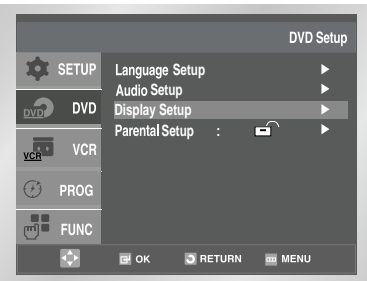 DVD Setup
SETUP
DVD DVD
VCR VCR
PROG
FUNC
Language Setup
Audio Setup
Display Setup
Parental Setup :
OK RETURN MENU